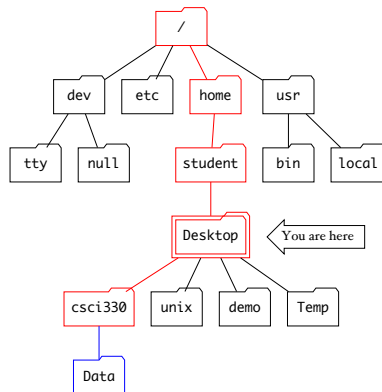 /
dev etc home usr
tty null student bin local
Desktop You are here
csci330 unix demo Temp
Data